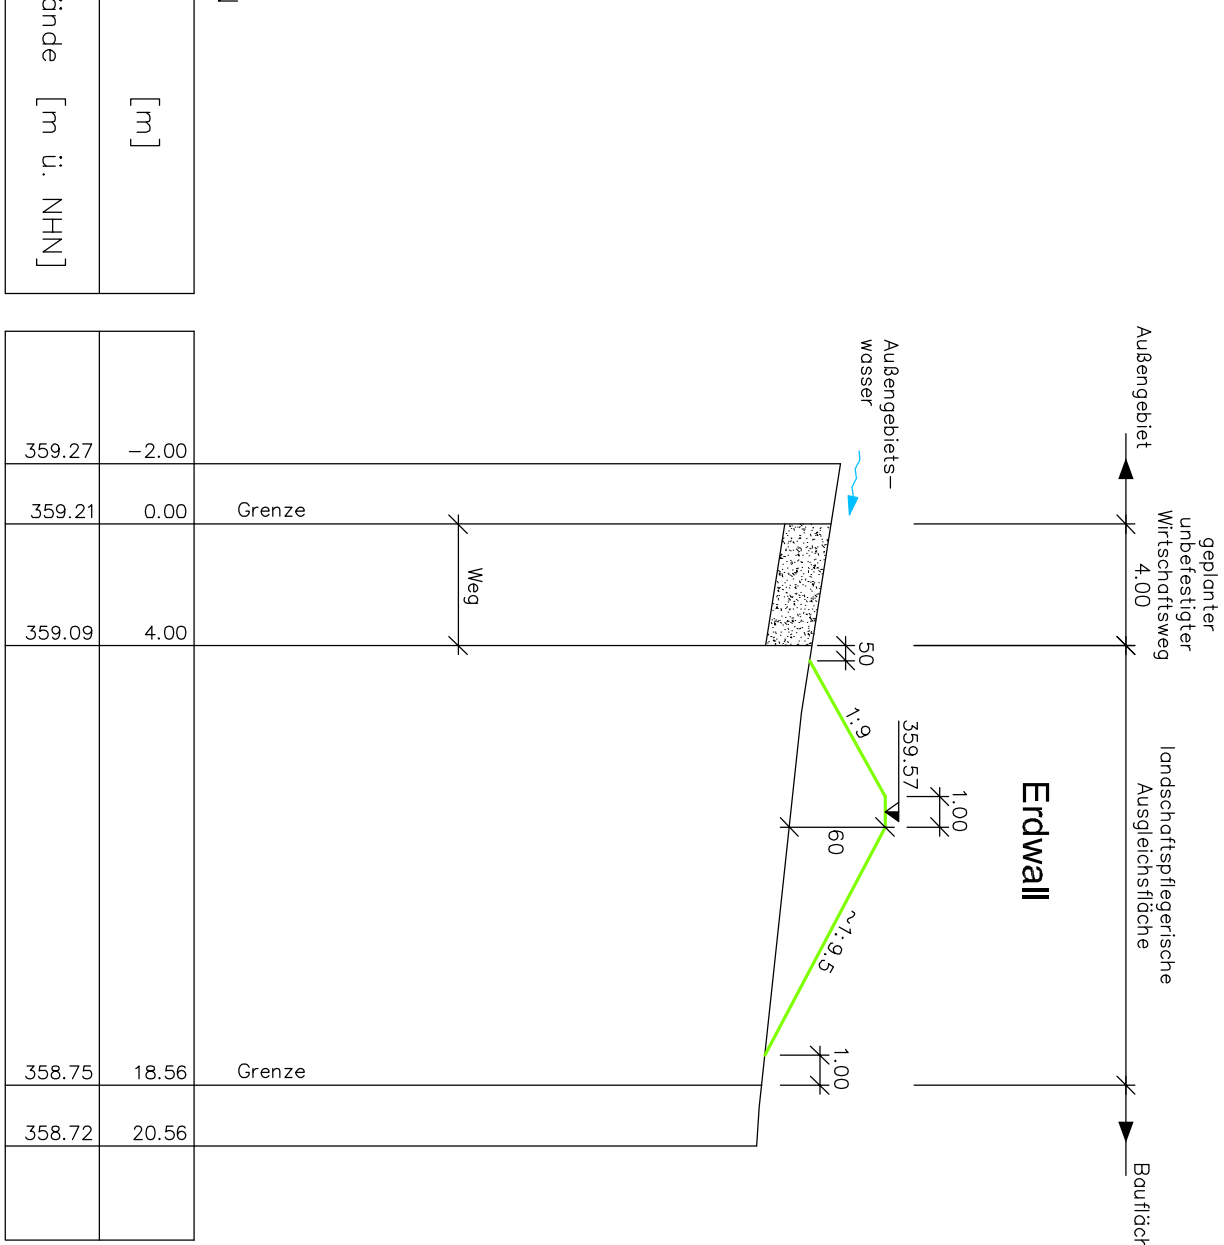 Außengebiet
geplanter
unbefestigter
Wirtschaftsweg
4.00
landschaftspflegerische
Ausgleichsfläche
Erdwall
Außengebiets-
wasser
50
1:9
359.57
1.00
60
~1:9.5
1.00
Weg
Grenze
Grenze
[m]
-2.00
0.00
4.00
18.56
20.56
[m ü. NHN]
359.27
359.21
359.09
358.75
358.72